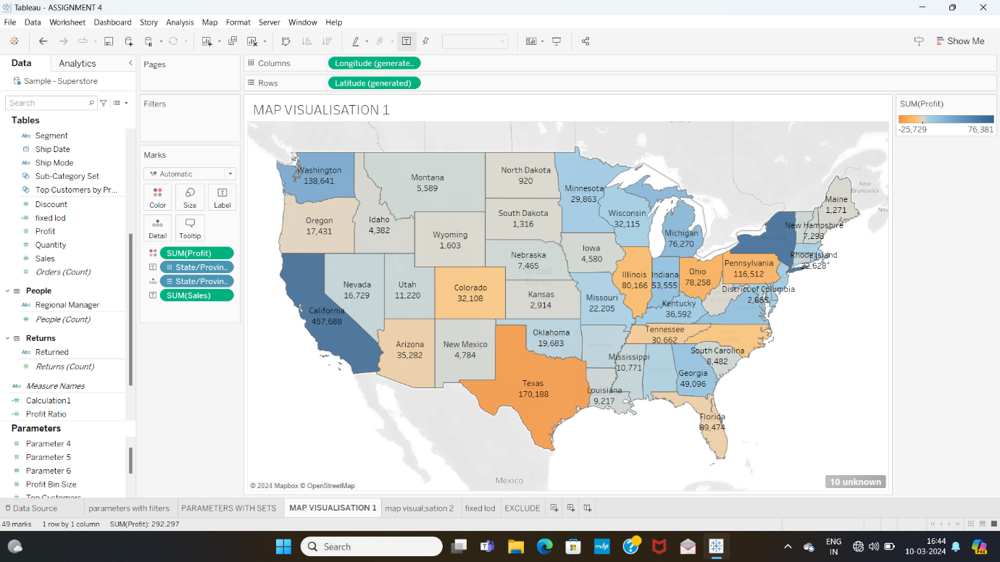 Tableau - ASSIGNMENT 4
File Data Worksheet Dashboard Story Analysis Map Format Server Window Help
Show Me
Data Analytics
Sample - Superstore
Search
Tables
Abc Segment
Ship Date
Abc Ship Mode
Sub-Category Set
Top Customers by Pr...
Discount
fixed lod
Profit
Quantity
Sales
Orders (Count)
People
Abc Regional Manager
People (Count)
Returns
Abc Returned
Returns (Count)
Abc Measure Names
Calculation1
Profit Ratio
Parameters
Parameter 4
Parameter 5
Parameter 6
Profit Bin Size
Top Customers
Pages
Filters
Marks
Automatic
Color Size Label
Detail Tooltip
SUM(Profit)
State/Provin..
State/Provin..
SUM(Sales)
Columns Longitude (generate..
Rows Latitude (generated)
MAP VISUALISATION 1
Washington
138,641
Montana
5,589
North Dakota
920
Minnesota
29,863
Maine
1,271
New
Brunswick
Oregon
17,431
Idaho
4,382
Wyoming
1,603
South Dakota
1,316
Wisconsin
32,115
Michigan
76,270
New Hampshire
7,293
Iowa
4,580
Nebraska
7,465
Rhode Island
22,628
Nevada
16,729
Utah
11,220
Colorado
32,108
Kansas
2,914
United
States
Illinois
80,166
Indiana
53,555
Ohio
78,258
Pennsylvania
116,512
District of Columbia
2,865
Missouri
22,205
Kentucky
36,592
California
457,688
Arizona
35,282
New Mexico
4,784
Oklahoma
19,683
Tennessee
30,662
North
Carolina
South Carolina
8,482
Mississippi
10,771
Georgia
49,096
Texas
170,188
Louisiana
9,217
Florida
89,474
Mexico
© 2024 Mapbox © OpenStreetMap
10 unknown
SUM(Profit)
-25,729 76,381
Data Source parameters with filters PARAMETERS WITH SETS MAP VISUALISATION 1 map visual;sation 2 fixed lod EXCLUDE
49 marks 1 row by 1 column SUM(Profit): 292,297
Search
ENG
IN
16:44
10-03-2024